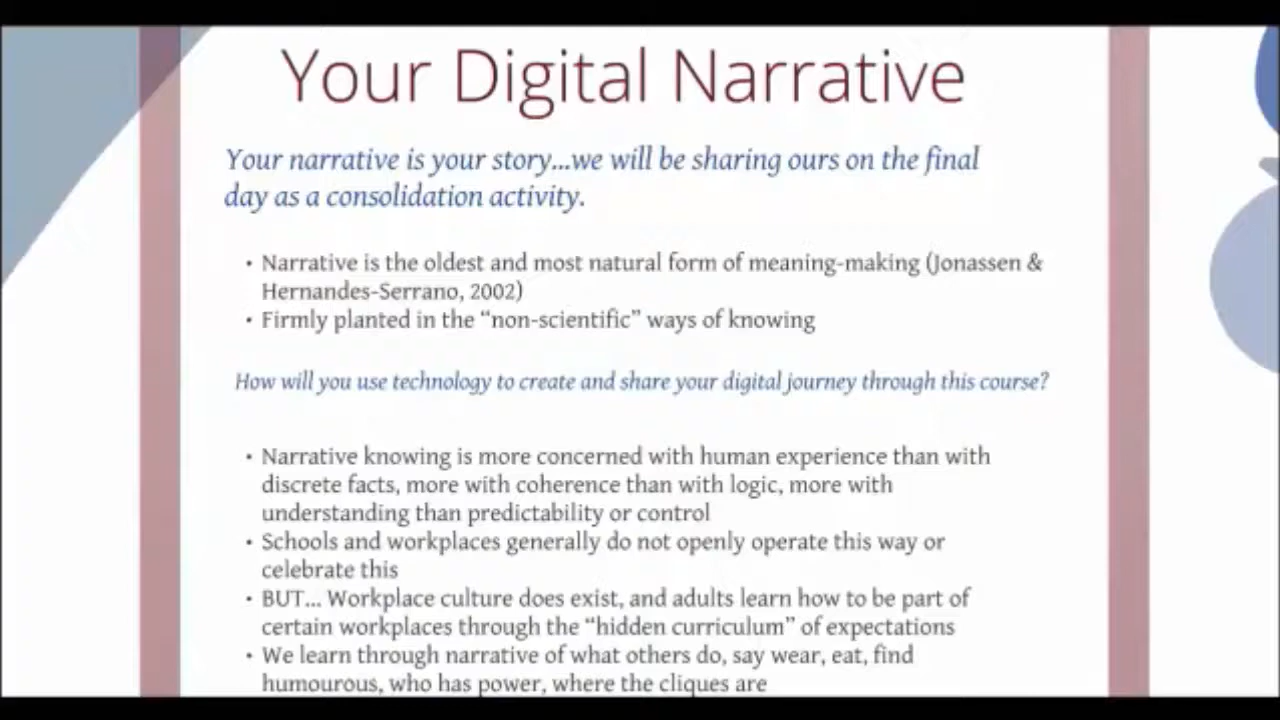 Your Digital Narrative
Your narrative is your story...we will be sharing ours on the final
day as a consolidation activity.
• Narrative is the oldest and most natural form of meaning-making (Jonassen &
Hernandes-Serrano, 2002)
• Firmly planted in the “non-scientific” ways of knowing
How will you use technology to create and share your digital journey through this course?
• Narrative knowing is more concerned with human experience than with
discrete facts, more with coherence than with logic, more with
understanding than predictability or control
• Schools and workplaces generally do not openly operate this way or
celebrate this
• BUT... Workplace culture does exist, and adults learn how to be part of
certain workplaces through the “hidden curriculum” of expectations
• We learn through narrative of what others do, say wear, eat, find
humourous, who has power, where the cliques are